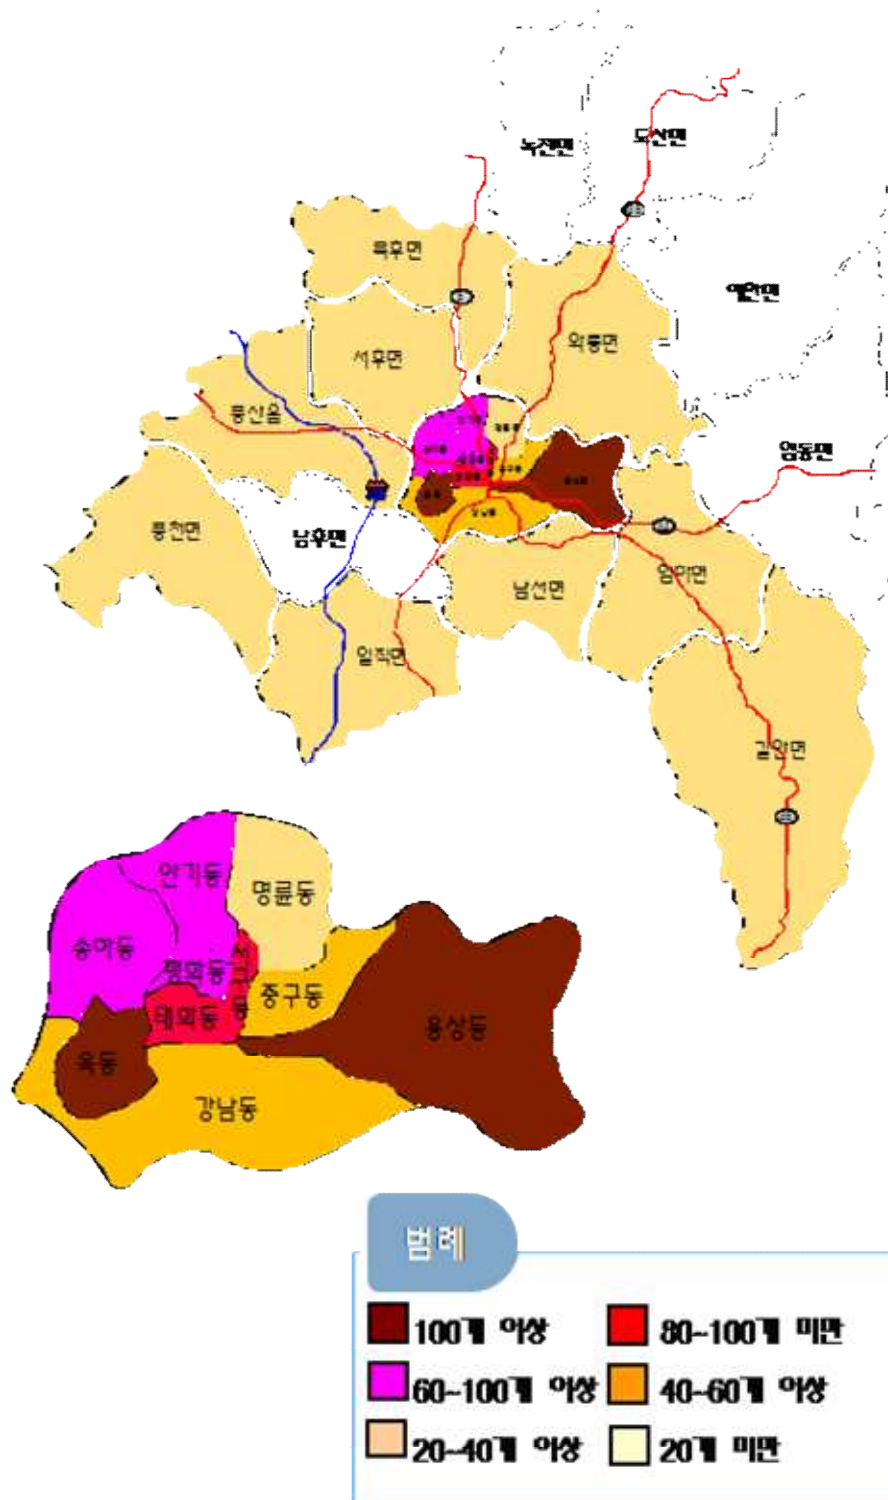 녹전면
도산면
북후면
예안면
서후면
와룡면
풍산읍
임동면
풍천면
남후면
남선면
임하면
일직면
길안면
안기동
명륜동
송하동
평화동
서구동
중구동
태화동
용상동
옥동
강남동
범례
100개 이상
80~100개 미만
60~100개 이상
40~60개 이상
20~40개 이상
20개 미만